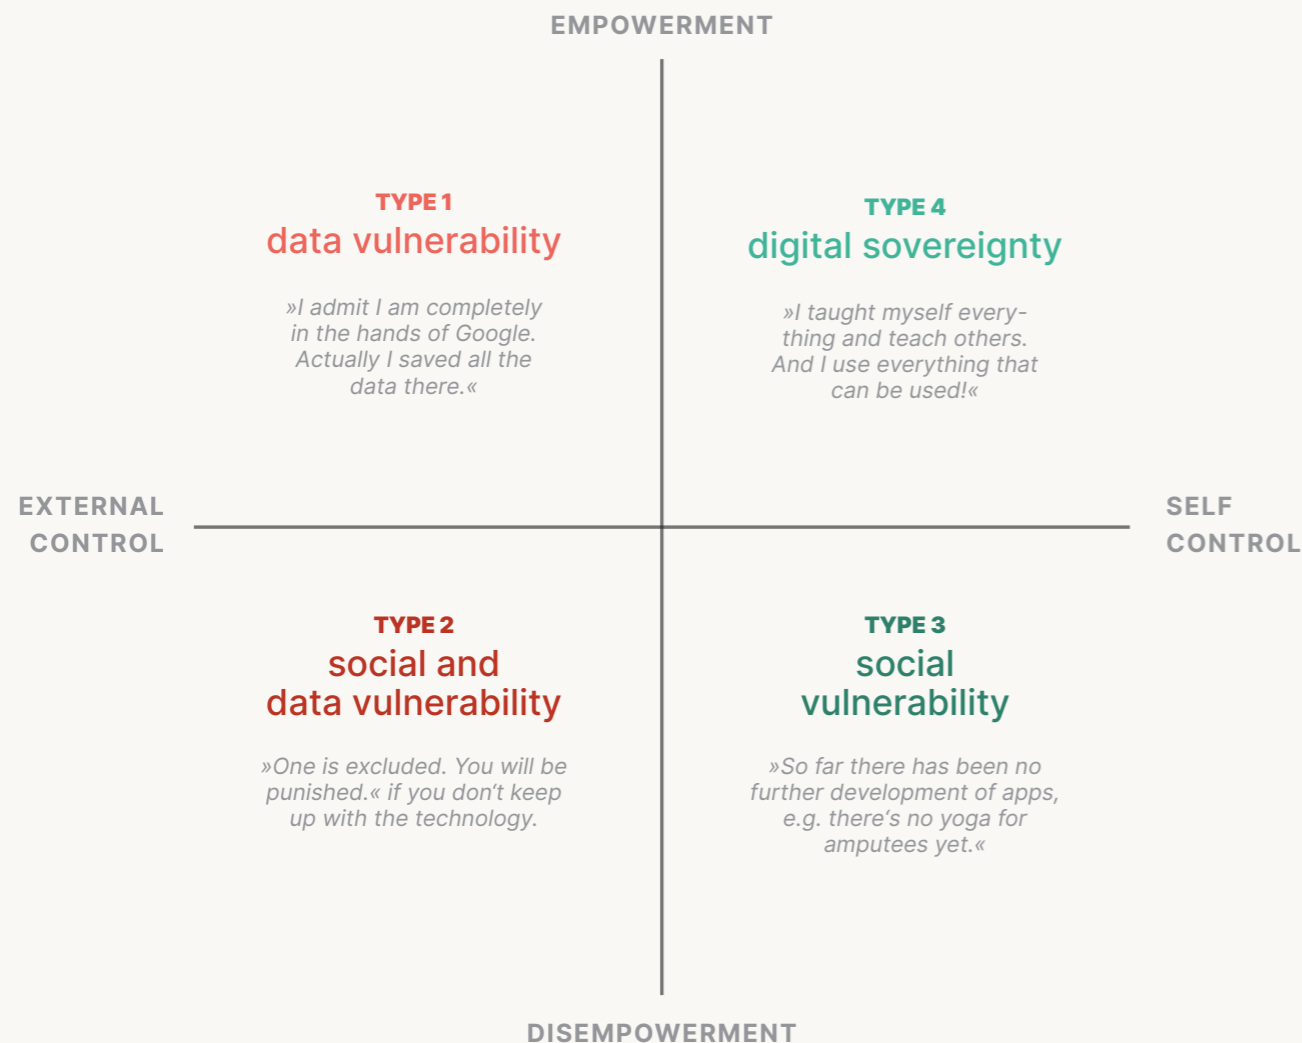 EMPOWERMENT
TYPE 1
data vulnerability
»I admit I am completely
in the hands of Google.
Actually I saved all the
data there.«
TYPE 4
digital sovereignty
»I taught myself every-
thing and teach others.
And I use everything that
can be used!«
EXTERNAL
CONTROL
SELF
CONTROL
TYPE 2
social and
data vulnerability
»One is excluded. You will be
punished.« if you don‘t keep
up with the technology.
TYPE 3
social
vulnerability
»So far there has been no
further development of apps,
e.g. there‘s no yoga for
amputees yet.«
DISEMPOWERMENT